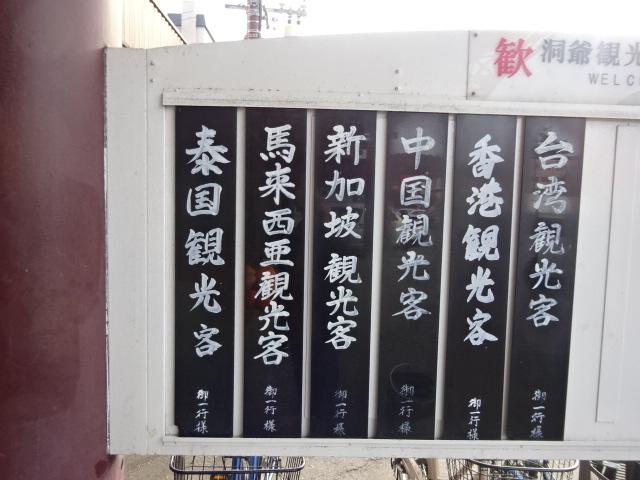 歓 洞爺観光
WELC
台湾観光客 御一行様
香港観光客 御一行様
中国観光客 御一行様
新加坡観光客 御一行様
馬来西亜観光客 御一行様
泰国観光客 御一行様